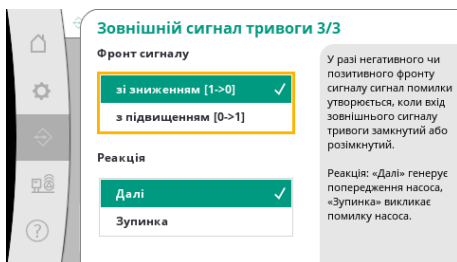 Зовнішній сигнал тривоги 3/3
Фронт сигналу
зі зниженням [1->0]
з підвищенням [0->1]
Реакція
Далі
Зупинка
У разі негативного чи
позитивного фронту
сигналу сигнал помилки
утворюється, коли вхід
зовнішнього сигналу
тривоги замкнутий або
розімкнутий.
Реакція: «Далі» генерує
попередження насоса,
«Зупинка» викликає
помилку насоса.